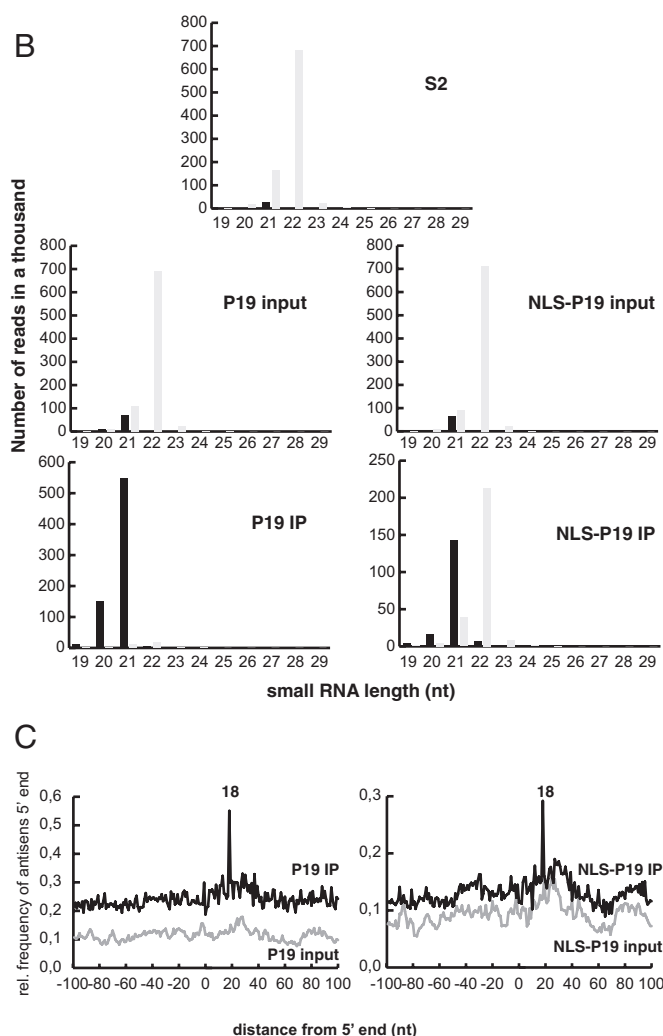 B
800
700
600
500
400
300
200
100
0
S2
19 20 21 22 23 24 25 26 27 28 29
Number of reads in a thousand
800
700
600
500
400
300
200
100
0
P19 input
19 20 21 22 23 24 25 26 27 28 29
800
700
600
500
400
300
200
100
0
NLS-P19 input
19 20 21 22 23 24 25 26 27 28 29
600
500
400
300
200
100
0
P19 IP
19 20 21 22 23 24 25 26 27 28 29
250
200
150
100
50
0
NLS-P19 IP
19 20 21 22 23 24 25 26 27 28 29
small RNA length (nt)
C
rel. frequency of antisens 5' end
0,6
0,5
0,4
0,3
0,2
0,1
0,0
18
P19 IP
P19 input
-100 -80 -60 -40 -20 0 20 40 60 80 100
0,3
0,2
0,1
0,0
18
NLS-P19 IP
NLS-P19 input
-100 -80 -60 -40 -20 0 20 40 60 80 100
distance from 5' end (nt)